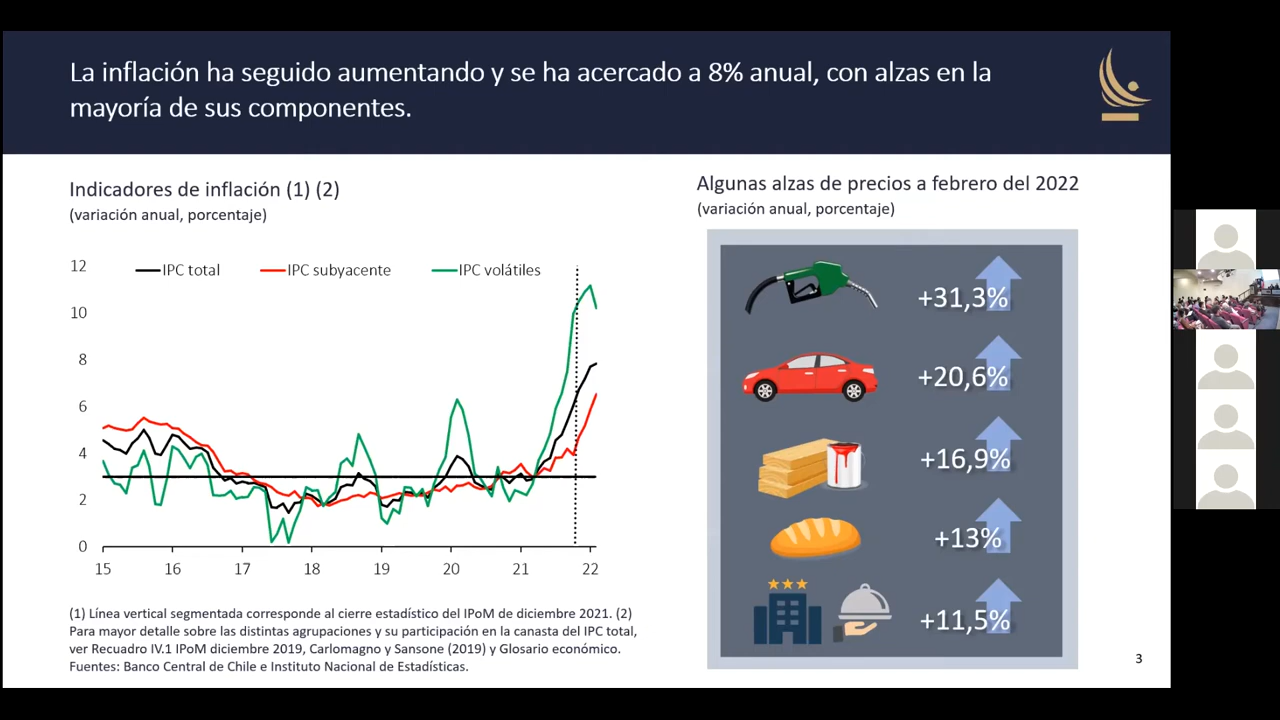 La inflación ha seguido aumentando y se ha acercado a 8% anual, con alzas en la
mayoría de sus componentes.
Indicadores de inflación (1) (2)
(variación anual, porcentaje)
12
IPC total
IPC subyacente
IPC volátiles
10
8
6
4
2
0
15
16
17
18
19
20
21
22
(1) Línea vertical segmentada corresponde al cierre estadístico del IPoM de diciembre 2021. (2)
Para mayor detalle sobre las distintas agrupaciones y su participación en la canasta del IPC total,
ver Recuadro IV.1 IPoM diciembre 2019, Carlomagno y Sansone (2019) y Glosario económico.
Fuentes: Banco Central de Chile e Instituto Nacional de Estadísticas.
Algunas alzas de precios a febrero del 2022
(variación anual, porcentaje)
+31,3%
+20,6%
+16,9%
+13%
+11,5%
3